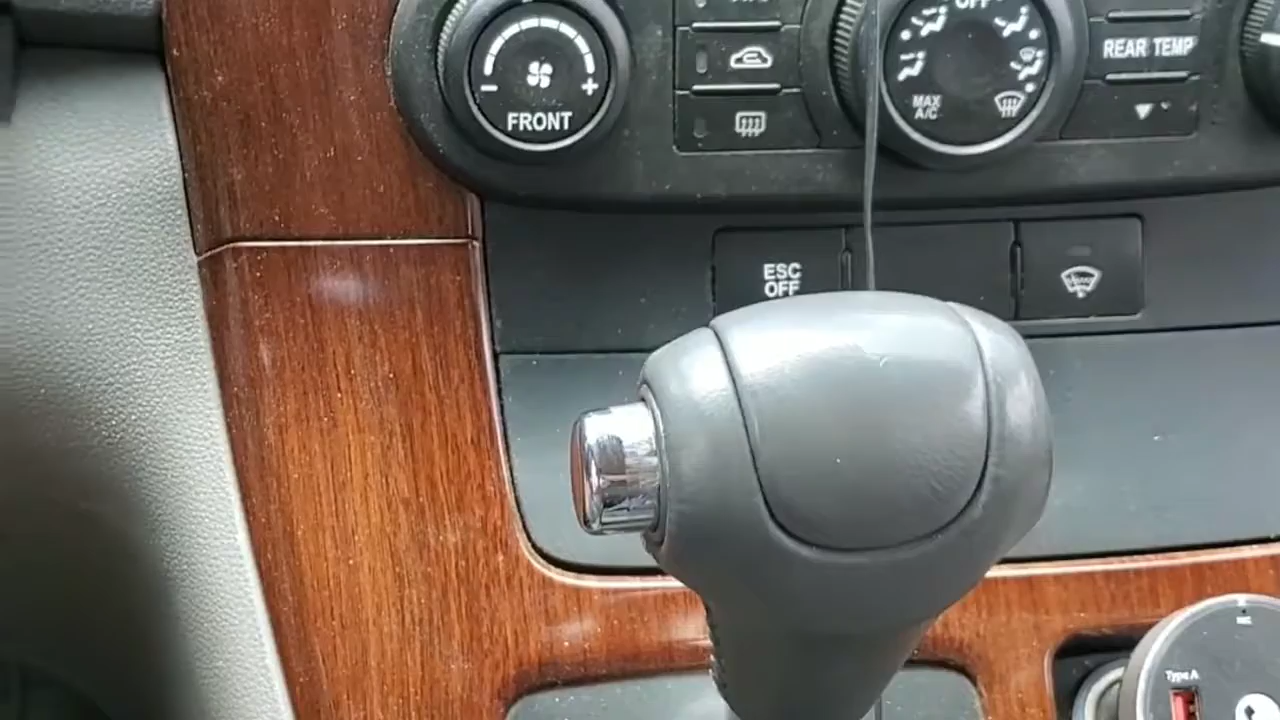 OFF
REAR TEMP
FRONT
MAX
A/C
ESC
OFF
Type A